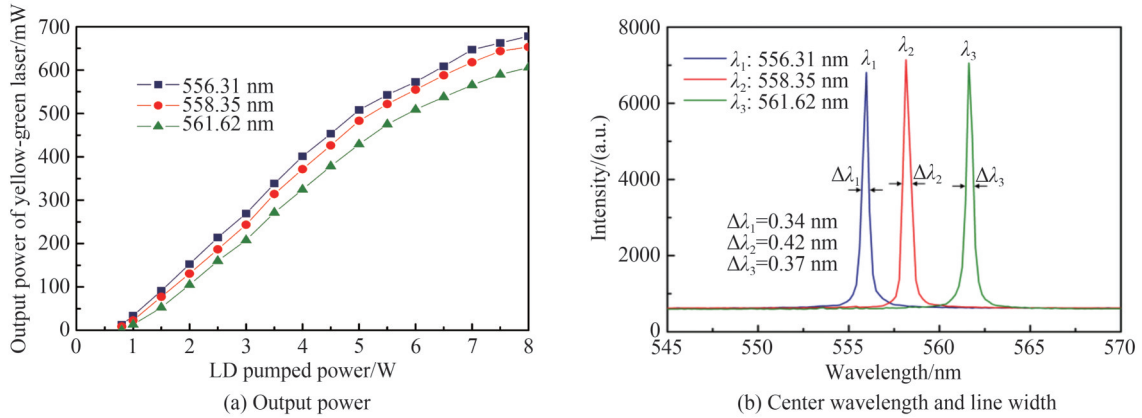 700
600
500
400
300
200
100
0
Output power of yellow-green laser/mW
556.31 nm
558.35 nm
561.62 nm
0 1 2 3 4 5 6 7 8
LD pumped power/W
(a) Output power
8000
6000
4000
2000
0
Intensity/(a.u.)
λ1: 556.31 nm
λ2: 558.35 nm
λ3: 561.62 nm
λ1 λ2 λ3
Δλ1 Δλ2 Δλ3
Δλ1=0.34 nm
Δλ2=0.42 nm
Δλ3=0.37 nm
545 550 555 560 565 570
Wavelength/nm
(b) Center wavelength and line width